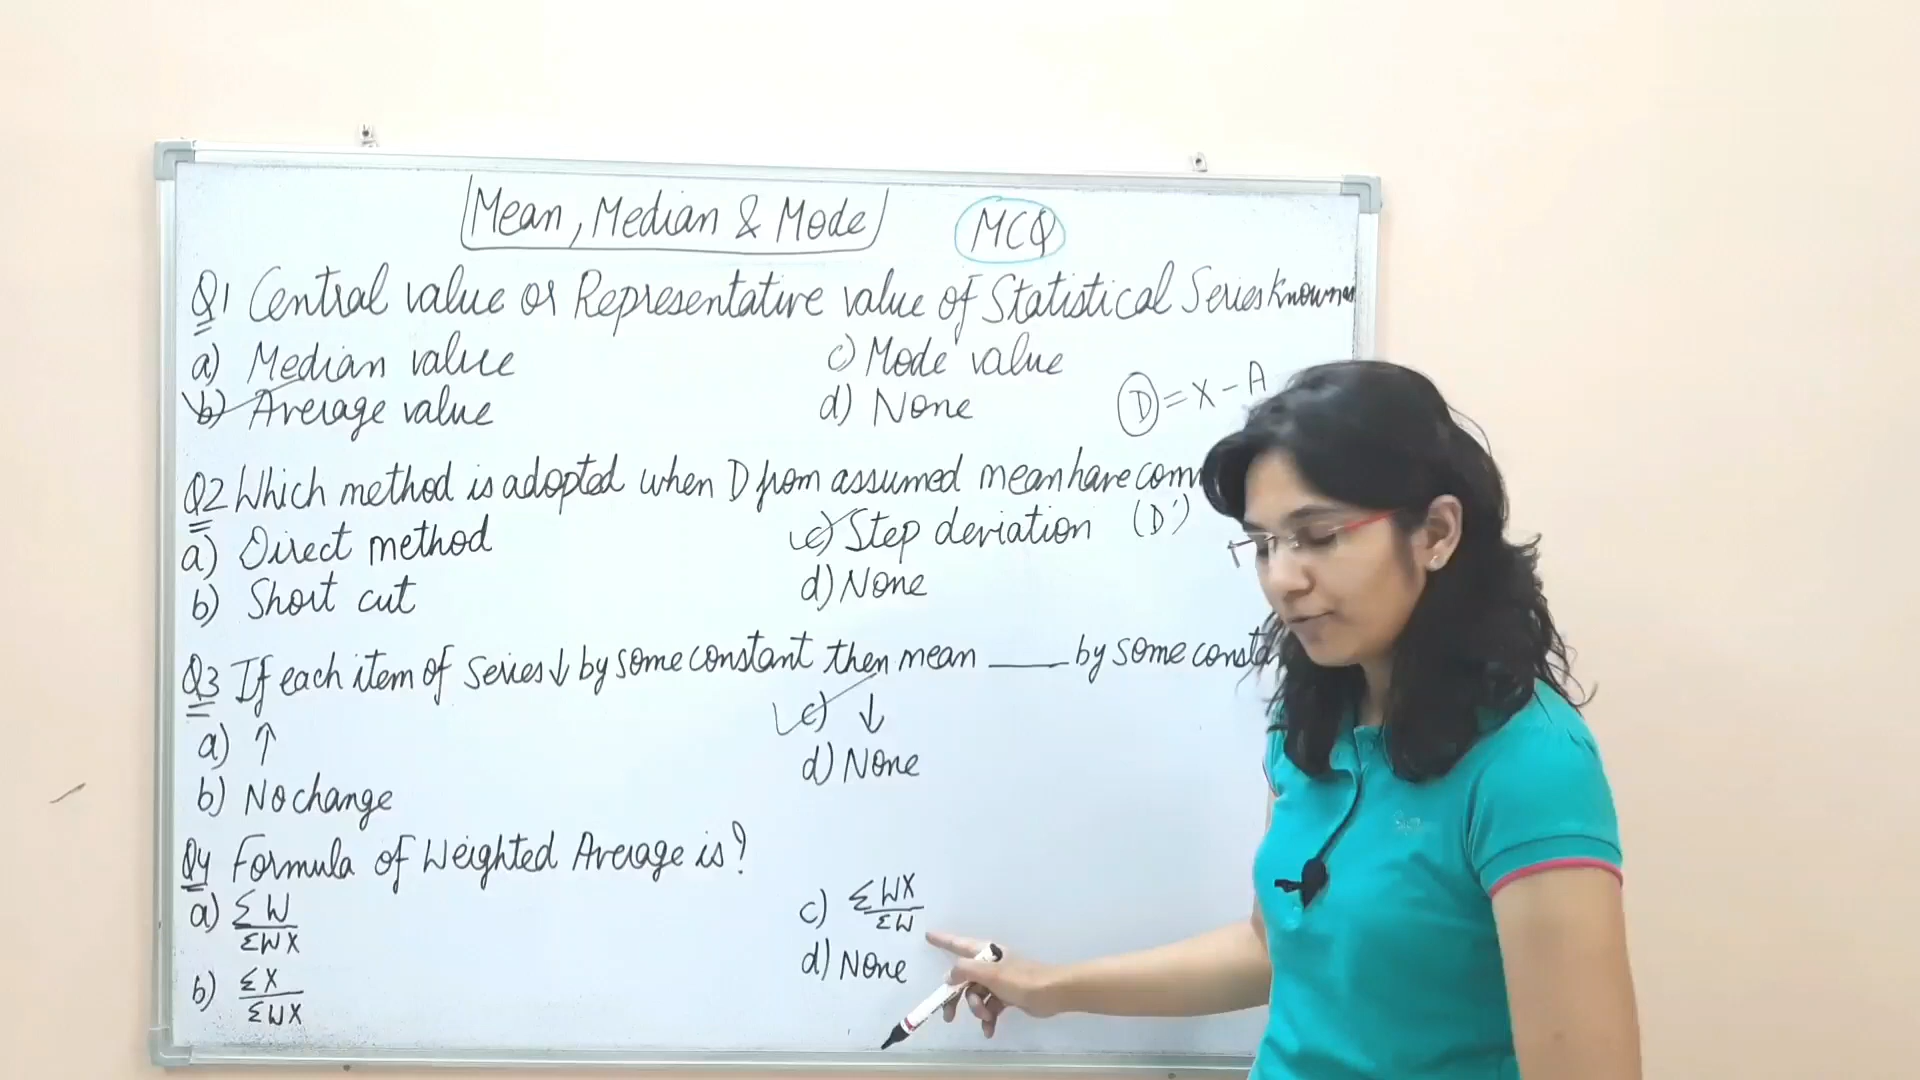 Mean, Median & Mode
MCQ
Q1 Central value or Representative value of Statistical Series known as
a) Median value
c) Mode value
b) Average value
d) None
D = X - A
Q2 Which method is adopted when D from assumed mean have comm
a) Direct method
c) Step deviation (D')
b) Short cut
d) None
Q3 If each item of series ↓ by some constant then mean ____ by some consta
a) ↑
c) ↓
b) No change
d) None
Q4 Formula of Weighted Average is?
a) ΣW / ΣWX
c) ΣWX / ΣW
b) ΣX / ΣWX
d) None